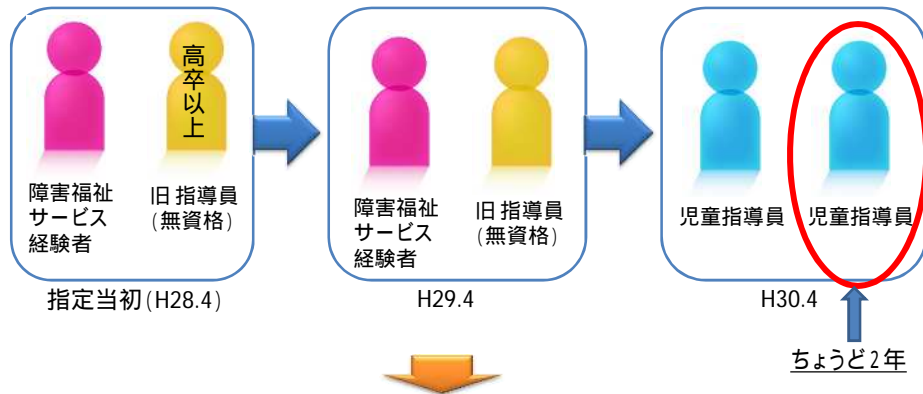 高卒以上
障害福祉
サービス
経験者
旧指導員
(無資格)
指定当初(H28.4)
障害福祉
サービス
経験者
旧指導員
(無資格)
H29.4
児童指導員
児童指導員
H30.4
ちょうど2年